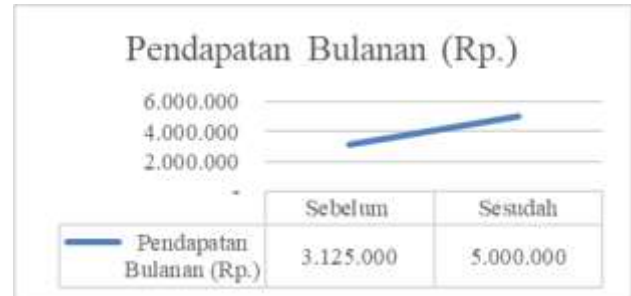 Pendapatan Bulanan (Rp.)
6.000.000
4.000.000
2.000.000
-
Sebelum Sesudah
Pendapatan
Bulanan (Rp.)
3.125.000 5.000.000